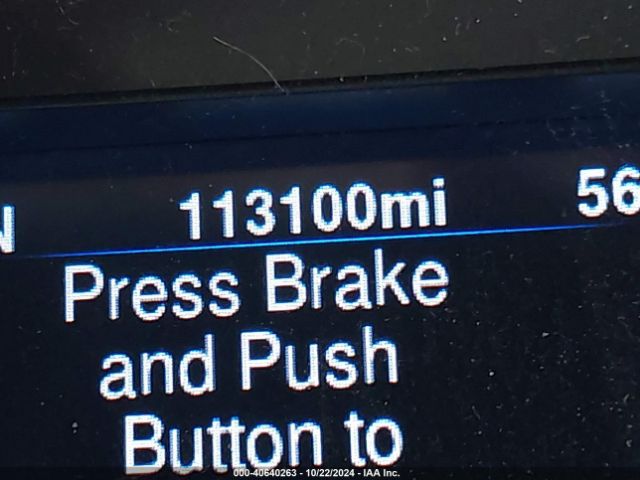 N 113100mi 56
Press Brake
and Push
Button to
000-40640263 - 10/22/2024 - IAA Inc.